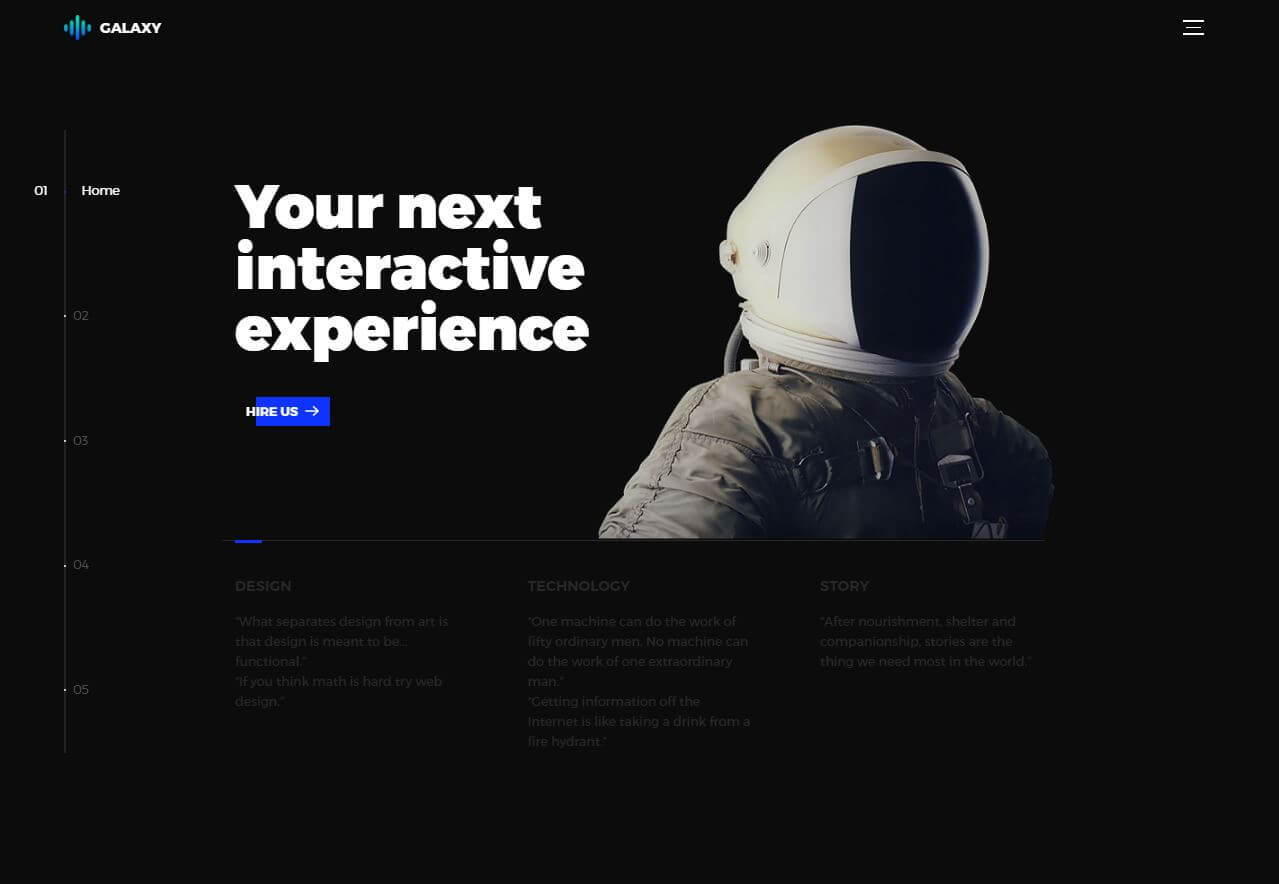 GALAXY
01 Home
Your next
interactive
experience
02
HIRE US
03
04
DESIGN
"What separates design from art is
that design is meant to be...
functional."
"If you think math is hard try web
design."
TECHNOLOGY
"One machine can do the work of
fifty ordinary men. No machine can
do the work of one extraordinary
man."
"Getting information off the
Internet is like taking a drink from a
fire hydrant."
STORY
"After nourishment, shelter and
companionship, stories are the
thing we need most in the world."
05